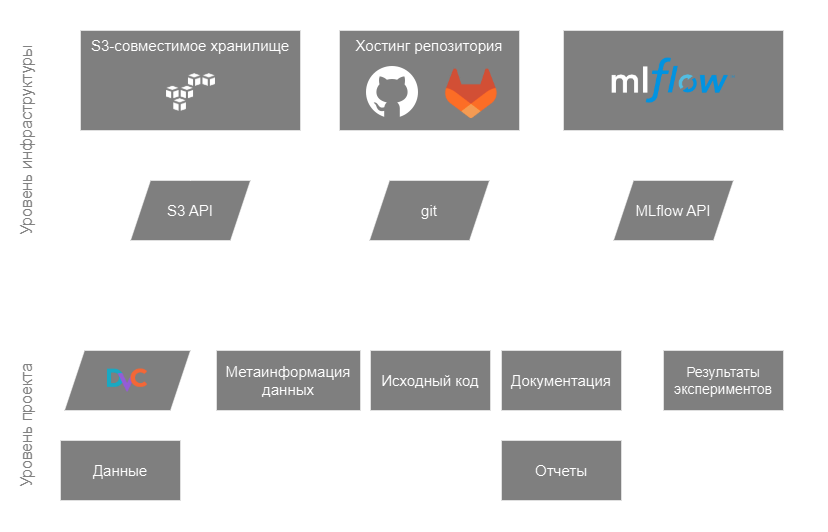 Уровень инфраструктуры
S3-совместимое хранилище
Хостинг репозитория
mlflow
S3 API
git
MLflow API
Уровень проекта
DVC
Метаинформация
данных
Исходный код
Документация
Результаты
экспериментов
Данные
Отчеты